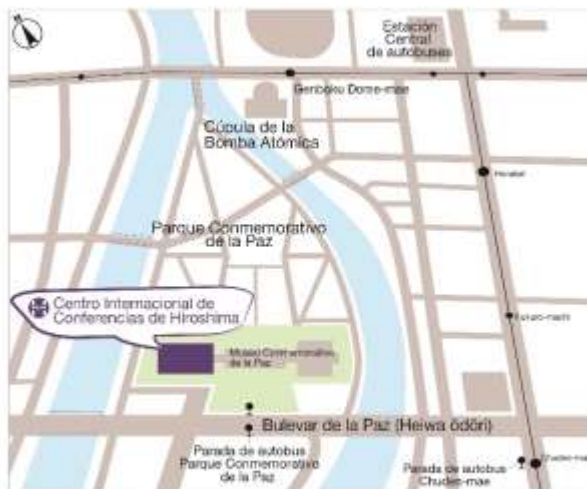 Estación
Central
de autobuses
Genboku Dome-mae
Cúpula de la
Bomba Atómica
Parque Conmemorativo
de la Paz
Centro Internacional de
Conferencias de Hiroshima
Museo Conmemorativo
de la Paz
Bulevar de la Paz (Heiwa ōdōri)
Parada de autobus
Parque Conmemorativo
de la Paz
Parada de autobus
Chuden-mae